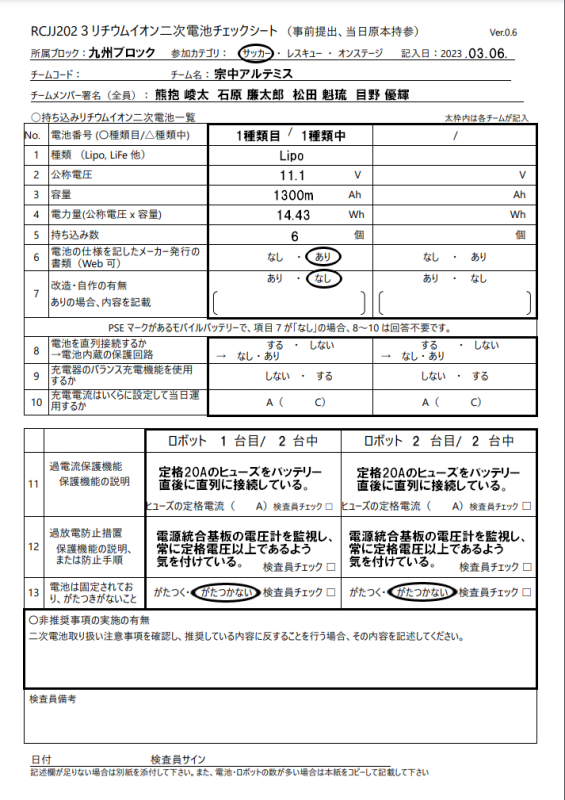 RCJJ202３リチウムイオン二次電池チェックシート （事前提出、当日原本持参） Ver.0.6
所属ブロック：九州ブロック 参加カテゴリ： サッカー・ レスキュー ・ オンステージ 記入日：2023 .03.06.
チームコード： チーム名： 宗中アルテミス
チームメンバー署名（全員）： 熊抱 崚太 石原 廉太郎 松田 魁琉 目野 優輝
○持ち込みリチウムイオン二次電池一覧 太枠内は各チームが記入
No. 電池番号 (○種類目/△種類中) 1種類目 / 1種類中 /
1 種類 （Lipo, LiFe 他） Lipo
2 公称電圧 11.1 V V
3 容量 1300m Ah Ah
4 電力量(公称電圧 x 容量) 14.43 Wh Wh
5 持ち込み数 6 個 個
6 電池の仕様を記したメーカー発行の書類（Web 可） なし ・ あり なし ・ あり
7 改造・自作の有無 あり ・ なし あり ・ なし
ありの場合、内容を記載
PSE マークがあるモバイルバッテリーで、項目 7 が「なし」の場合、8～10 は回答不要です。
8 電池を直列接続するか する ・ しない する ・ しない
→電池内蔵の保護回路 → なし・あり → なし・あり
9 充電器のバランス充電機能を使用するか しない ・ する しない ・ する
10 充電電流はいくらに設定して当日運用するか A（ C） A（ C）
ロボット 1 台目/ 2 台中 ロボット 2 台目/ 2 台中
11 過電流保護機能
保護機能の説明
定格20Aのヒューズをバッテリー
直後に直列に接続している。
ヒューズの定格電流（ A）検査員チェック □
定格20Aのヒューズをバッテリー
直後に直列に接続している。
ヒューズの定格電流（ A）検査員チェック □
12 過放電防止措置
保護機能の説明、
または防止手順
電源統合基板の電圧計を監視し、
常に定格電圧以上であるよう
気を付けている。 検査員チェック □
電源統合基板の電圧計を監視し、
常に定格電圧以上であるよう
気を付けている。 検査員チェック □
13 電池は固定されており、がたつきがないこと がたつく・ がたつかない 検査員チェック □ がたつく・ がたつかない 検査員チェック □
○非推奨事項の実施の有無
二次電池取り扱い注意事項を確認し、推奨している内容に反することを行う場合、その内容を記述してください。
検査員備考
日付 検査員サイン
記述欄が足りない場合は別紙を添付して下さい。また、電池・ロボットの数が多い場合は本紙をコピーして記載して下さい